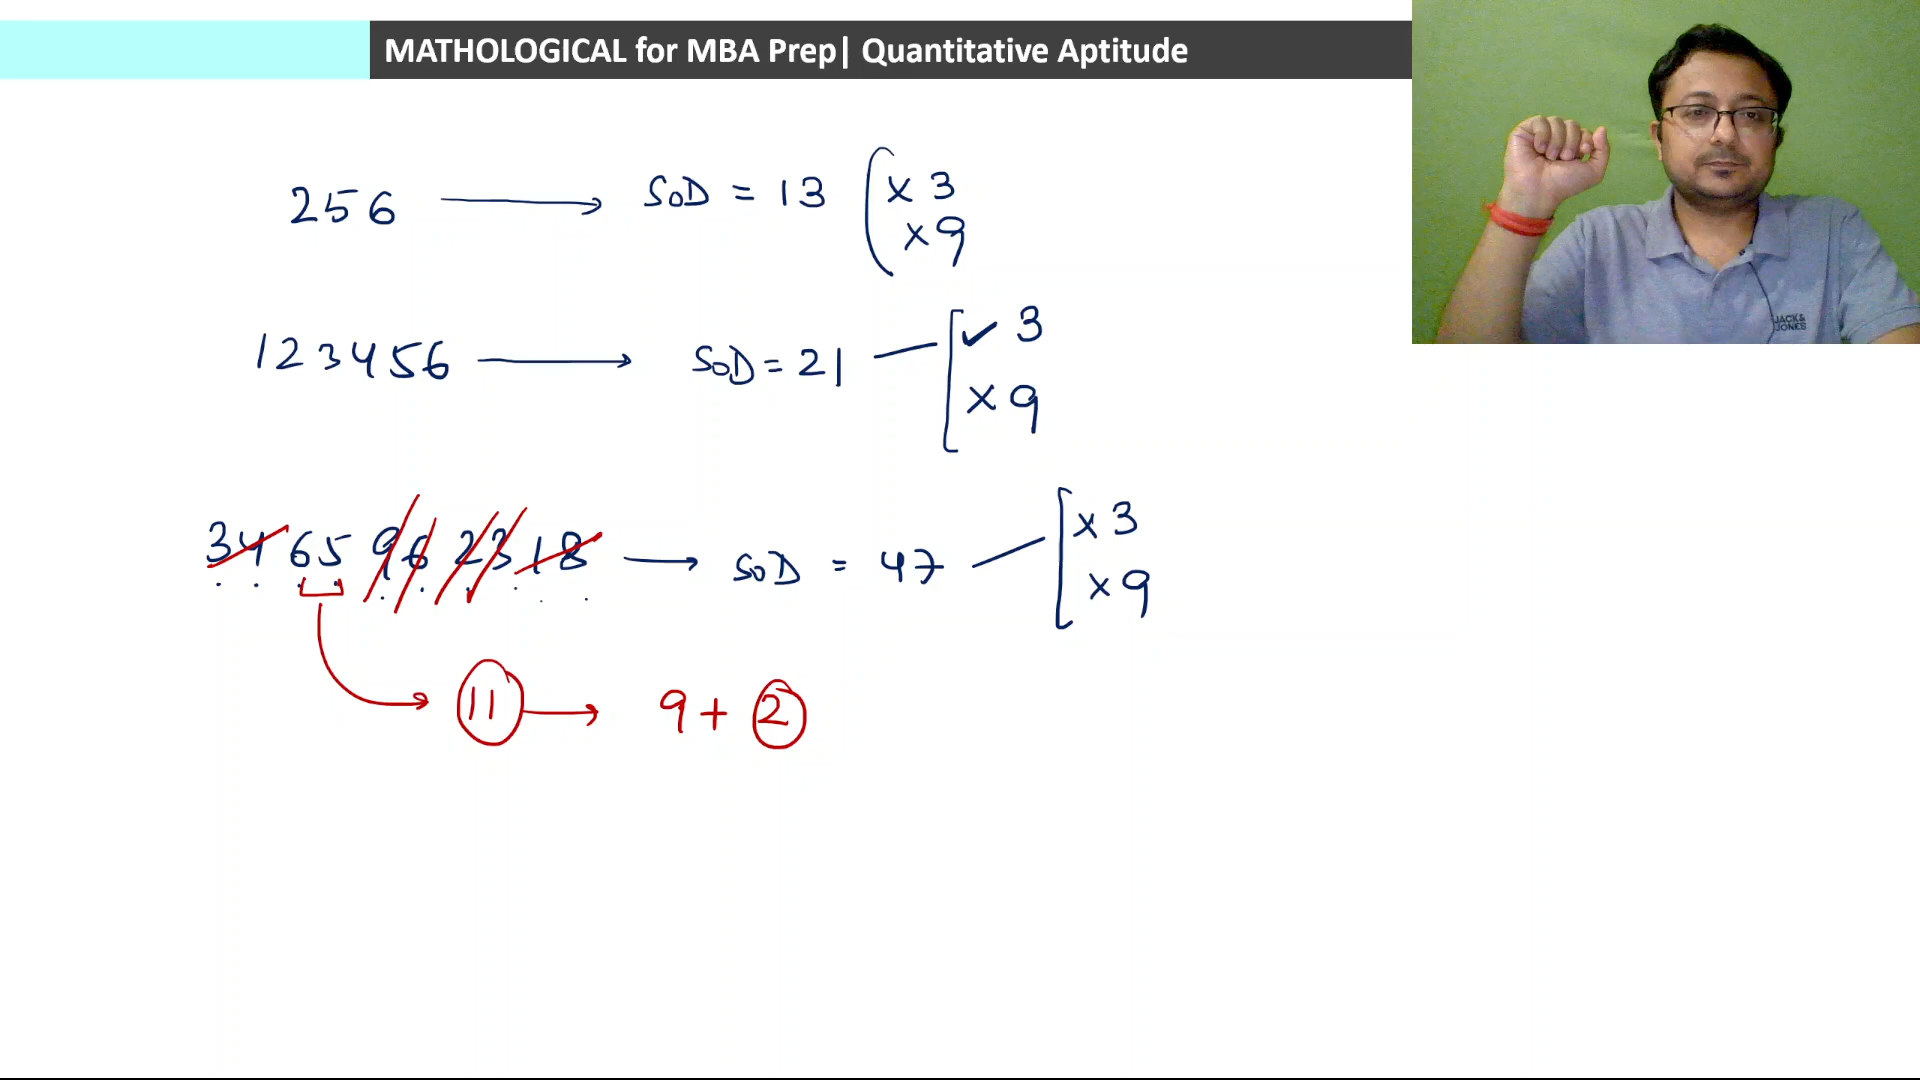 MATHOLOGICAL for MBA Prep| Quantitative Aptitude
256 → SoD = 13 ( x 3
x 9
123456 → SoD = 21 — [ ✓ 3
x 9
3465962318 → SoD = 47 — [ x 3
x 9
11 → 9 + 2
JACK&
JONES